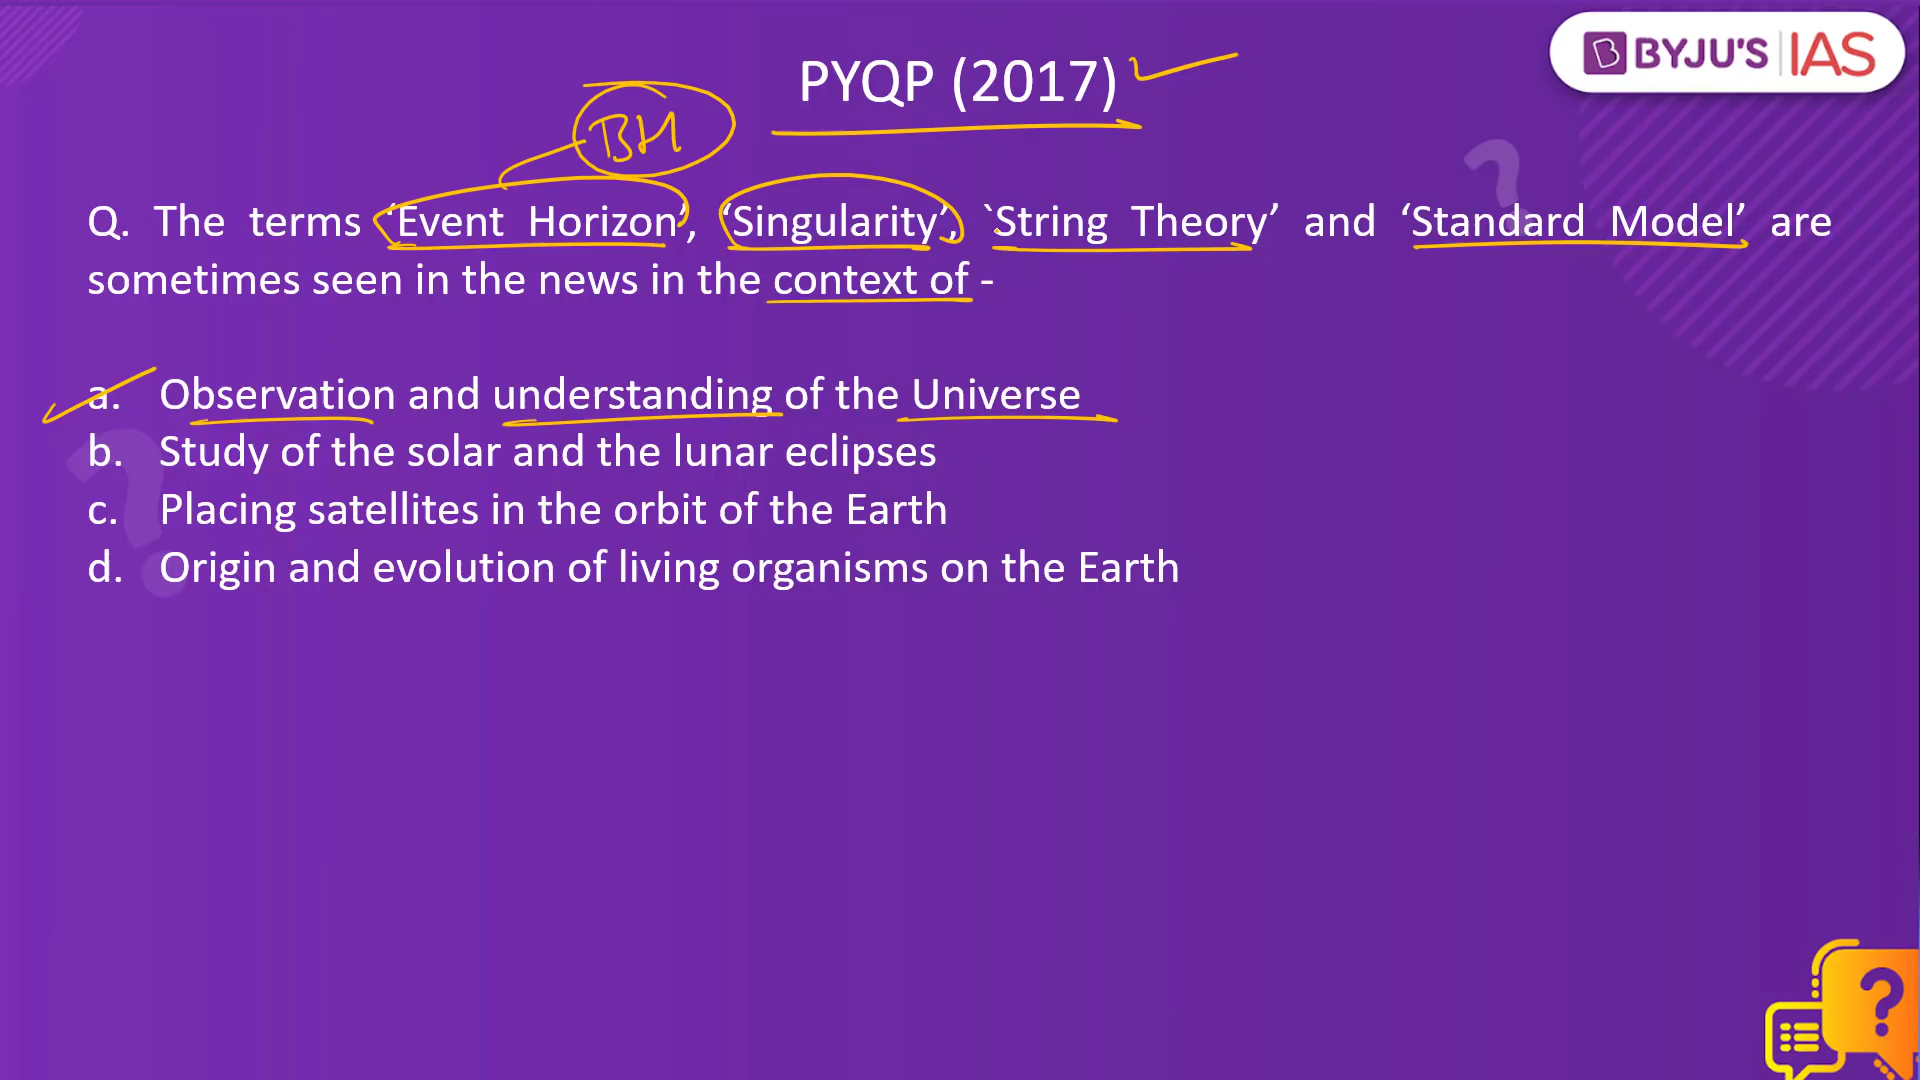 BYJU'S IAS
PYQP (2017)
BH
Q. The terms ‘Event Horizon’, ‘Singularity’, `String Theory’ and ‘Standard Model’ are
sometimes seen in the news in the context of -
a. Observation and understanding of the Universe
b. Study of the solar and the lunar eclipses
c. Placing satellites in the orbit of the Earth
d. Origin and evolution of living organisms on the Earth